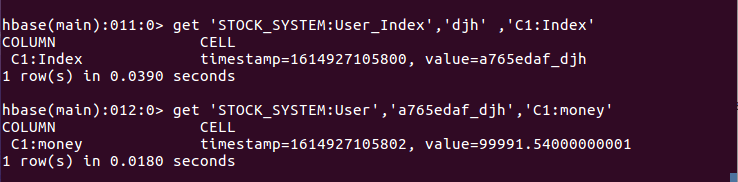 hbase(main):011:0> get 'STOCK_SYSTEM:User_Index','djh' ,'C1:Index'
COLUMN                CELL
 C1:Index             timestamp=1614927105800, value=a765edaf_djh
1 row(s) in 0.0390 seconds

hbase(main):012:0> get 'STOCK_SYSTEM:User','a765edaf_djh','C1:money'
COLUMN                CELL
 C1:money             timestamp=1614927105802, value=99991.54000000001
1 row(s) in 0.0180 seconds